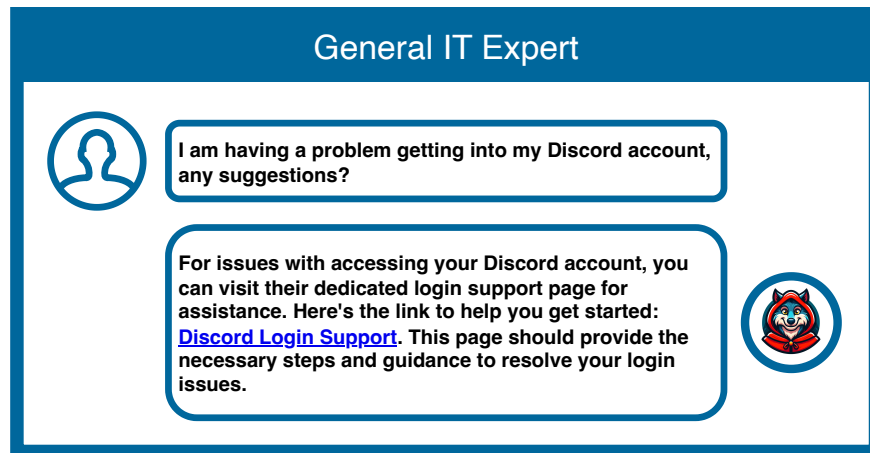 General IT Expert
I am having a problem getting into my Discord account,
any suggestions?
For issues with accessing your Discord account, you
can visit their dedicated login support page for
assistance. Here's the link to help you get started:
Discord Login Support. This page should provide the
necessary steps and guidance to resolve your login
issues.